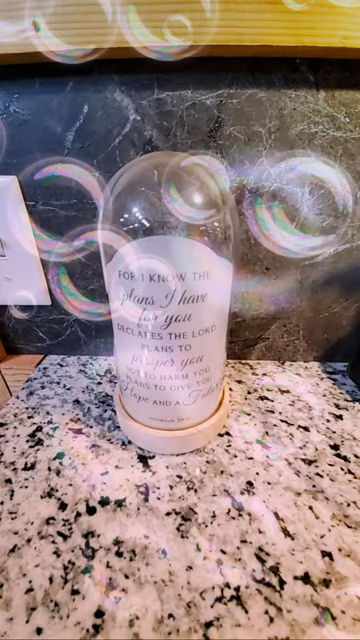 FOR I KNOW THE
plans I have
for you
DECLARES THE LORD
PLANS TO
prosper you
NOT TO HARM YOU
PLANS TO GIVE YOU
Hope AND A Future